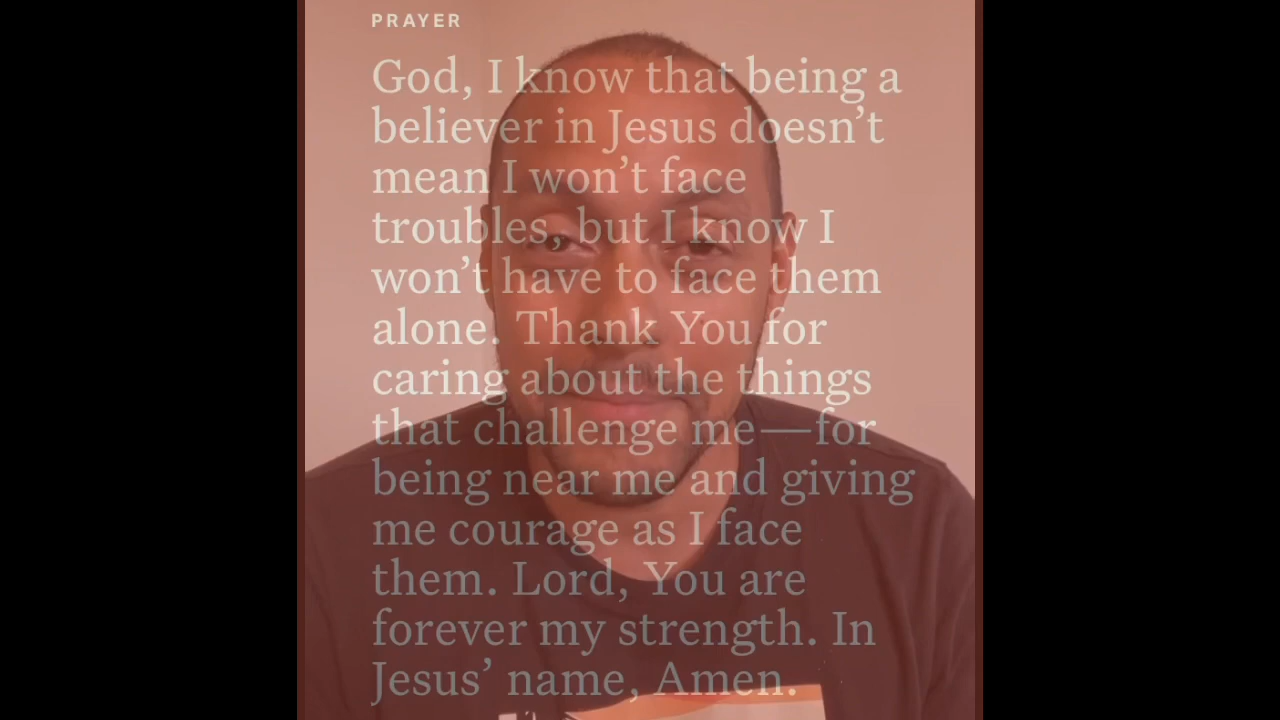 PRAYER
God, I know that being a
believer in Jesus doesn’t
mean I won’t face
troubles, but I know I
won’t have to face them
alone. Thank You for
caring about the things
that challenge me—for
being near me and giving
me courage as I face
them. Lord, You are
forever my strength. In
Jesus’ name, Amen.